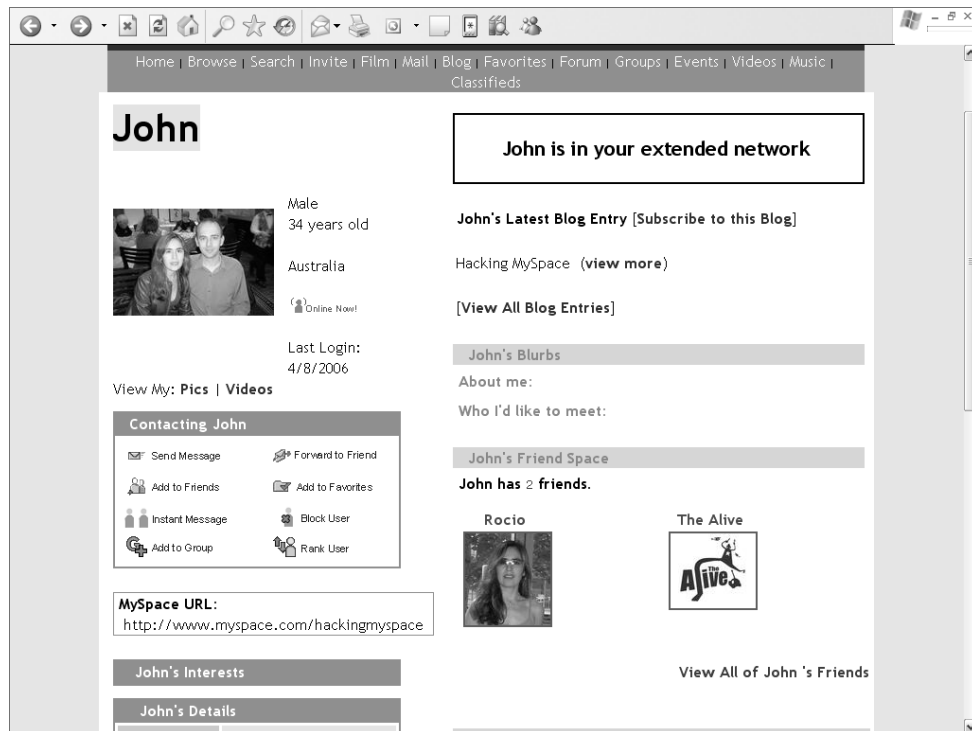 Home | Browse | Search | Invite | Film | Mail | Blog | Favorites | Forum | Groups | Events | Videos | Music |
Classifieds
John
Male
34 years old
Australia
Online Now!
Last Login:
4/8/2006
View My: Pics | Videos
Contacting John
Send Message
Forward to Friend
Add to Friends
Add to Favorites
Instant Message
Block User
Add to Group
Rank User
MySpace URL:
http://www.myspace.com/hackingmyspace
John's Interests
John's Details
John is in your extended network
John's Latest Blog Entry [Subscribe to this Blog]
Hacking MySpace (view more)
[View All Blog Entries]
John's Blurbs
About me:
Who I'd like to meet:
John's Friend Space
John has 2 friends.
Rocio
The Alive
The
Alive
View All of John 's Friends